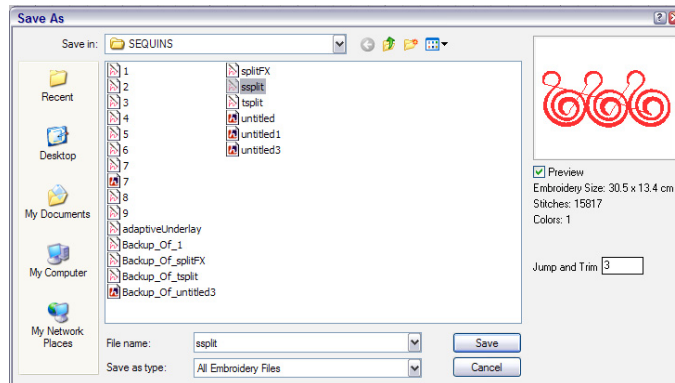 Save As
Save in:
SEQUINS
Recent
Desktop
My Documents
My Computer
My Network
Places
1
2
3
4
5
6
7
7
8
9
adaptiveUnderlay
Backup_Of_1
Backup_Of_splitFX
Backup_Of_tsplit
Backup_Of_untitled3
splitFX
ssplit
tsplit
untitled
untitled1
untitled3
Preview
Embroidery Size: 30.5 x 13.4 cm
Stitches: 15817
Colors: 1
Jump and Trim 3
File name: ssplit
Save
Save as type: All Embroidery Files
Cancel